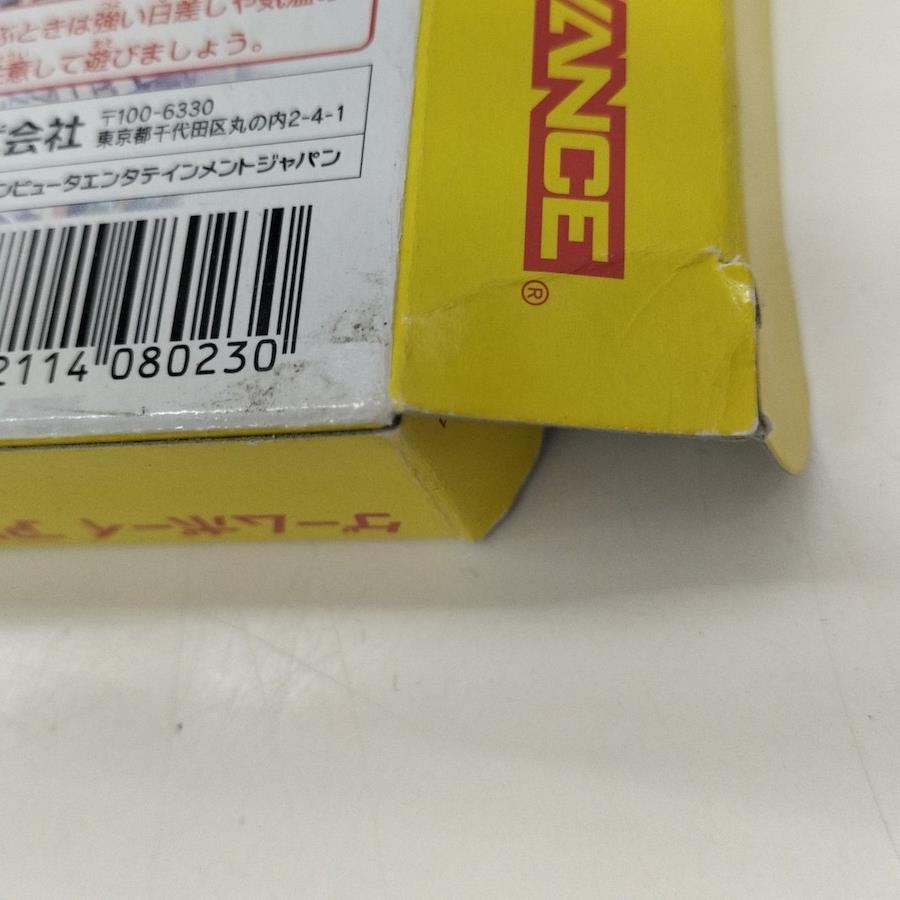 ぶときは強い日差しや気温の
意して遊びましょう。
会社 〒100-6330
東京都千代田区丸の内2-4-1
ンピュータエンタテインメントジャパン
2114 080230
VANCE
®
ゲームボーイ